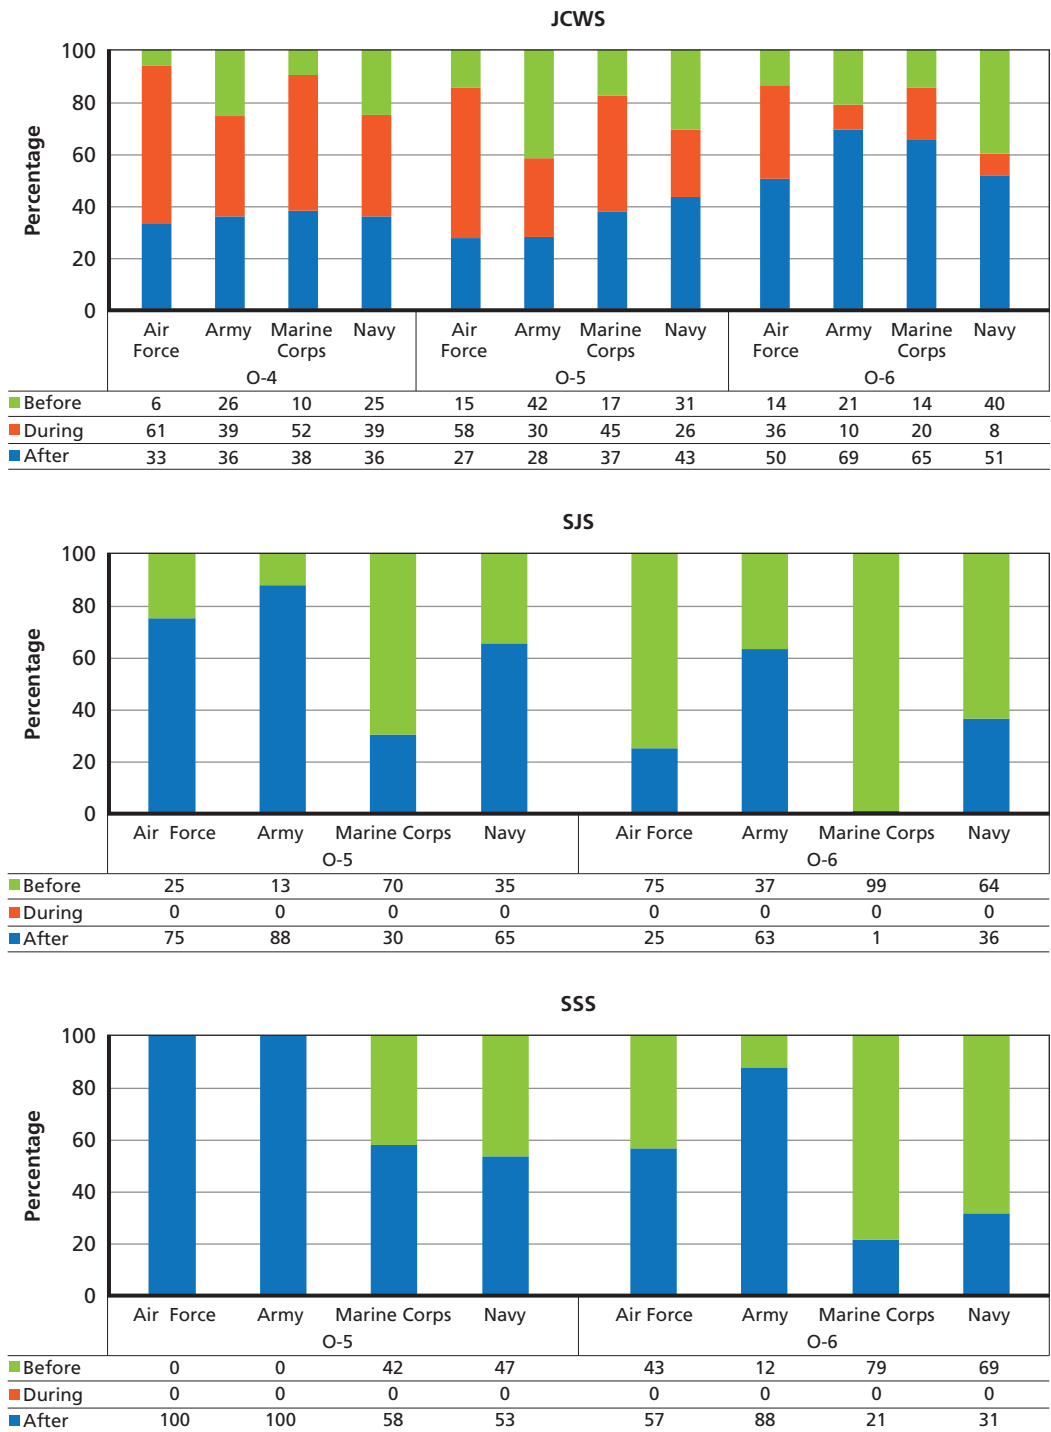 JCWS
100
80
60
40
20
0
Percentage
Air Force Army Marine Corps Navy Air Force Army Marine Corps Navy Air Force Army Marine Corps Navy
O-4 O-5 O-6
Before 6 26 10 25 15 42 17 31 14 21 14 40
During 61 39 52 39 58 30 45 26 36 10 20 8
After 33 36 38 36 27 28 37 43 50 69 65 51
SJS
100
80
60
40
20
0
Percentage
Air Force Army Marine Corps Navy Air Force Army Marine Corps Navy
O-5 O-6
Before 25 13 70 35 75 37 99 64
During 0 0 0 0 0 0 0 0
After 75 88 30 65 25 63 1 36
SSS
100
80
60
40
20
0
Percentage
Air Force Army Marine Corps Navy Air Force Army Marine Corps Navy
O-5 O-6
Before 0 0 42 47 43 12 79 69
During 0 0 0 0 0 0 0 0
After 100 100 58 53 57 88 21 31